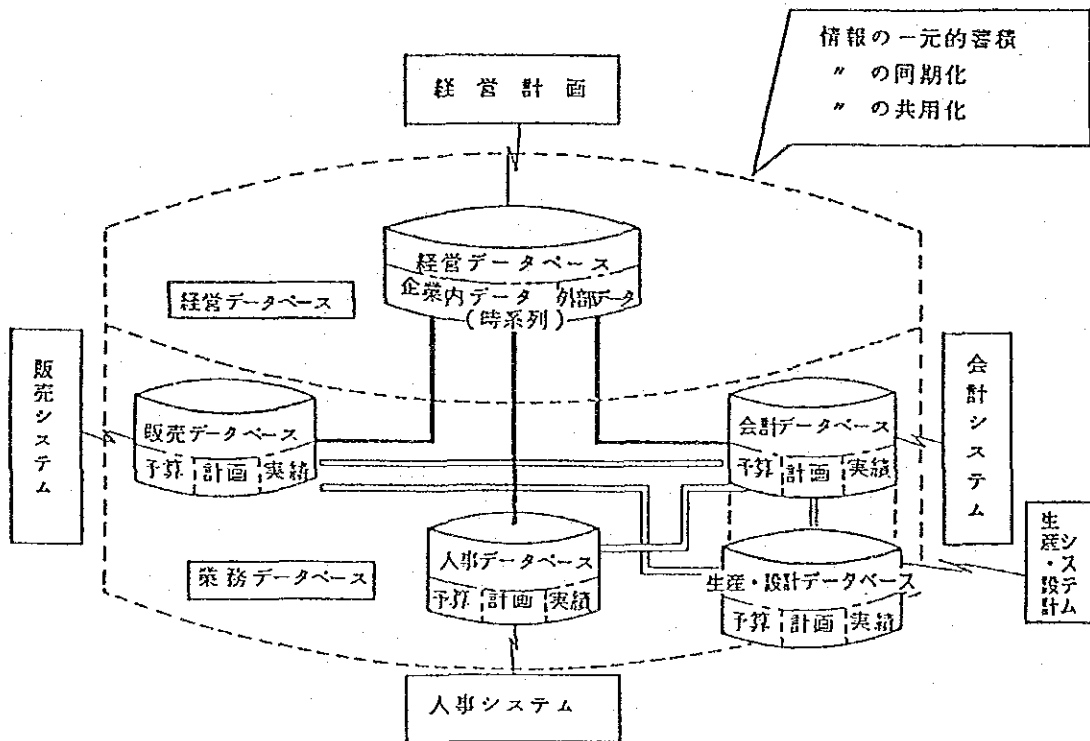 情報の一元的蓄積
〃 の同期化
〃 の共用化
経営計画
経営データベース
企業内データ 外部データ
(時系列)
経営データベース
販売システム
会計システム
販売データベース
予算 計画 実績
会計データベース
予算 計画 実績
生産・設計システム
人事データベース
予算 計画 実績
業務データベース
生産・設計データベース
予算 計画 実績
人事システム